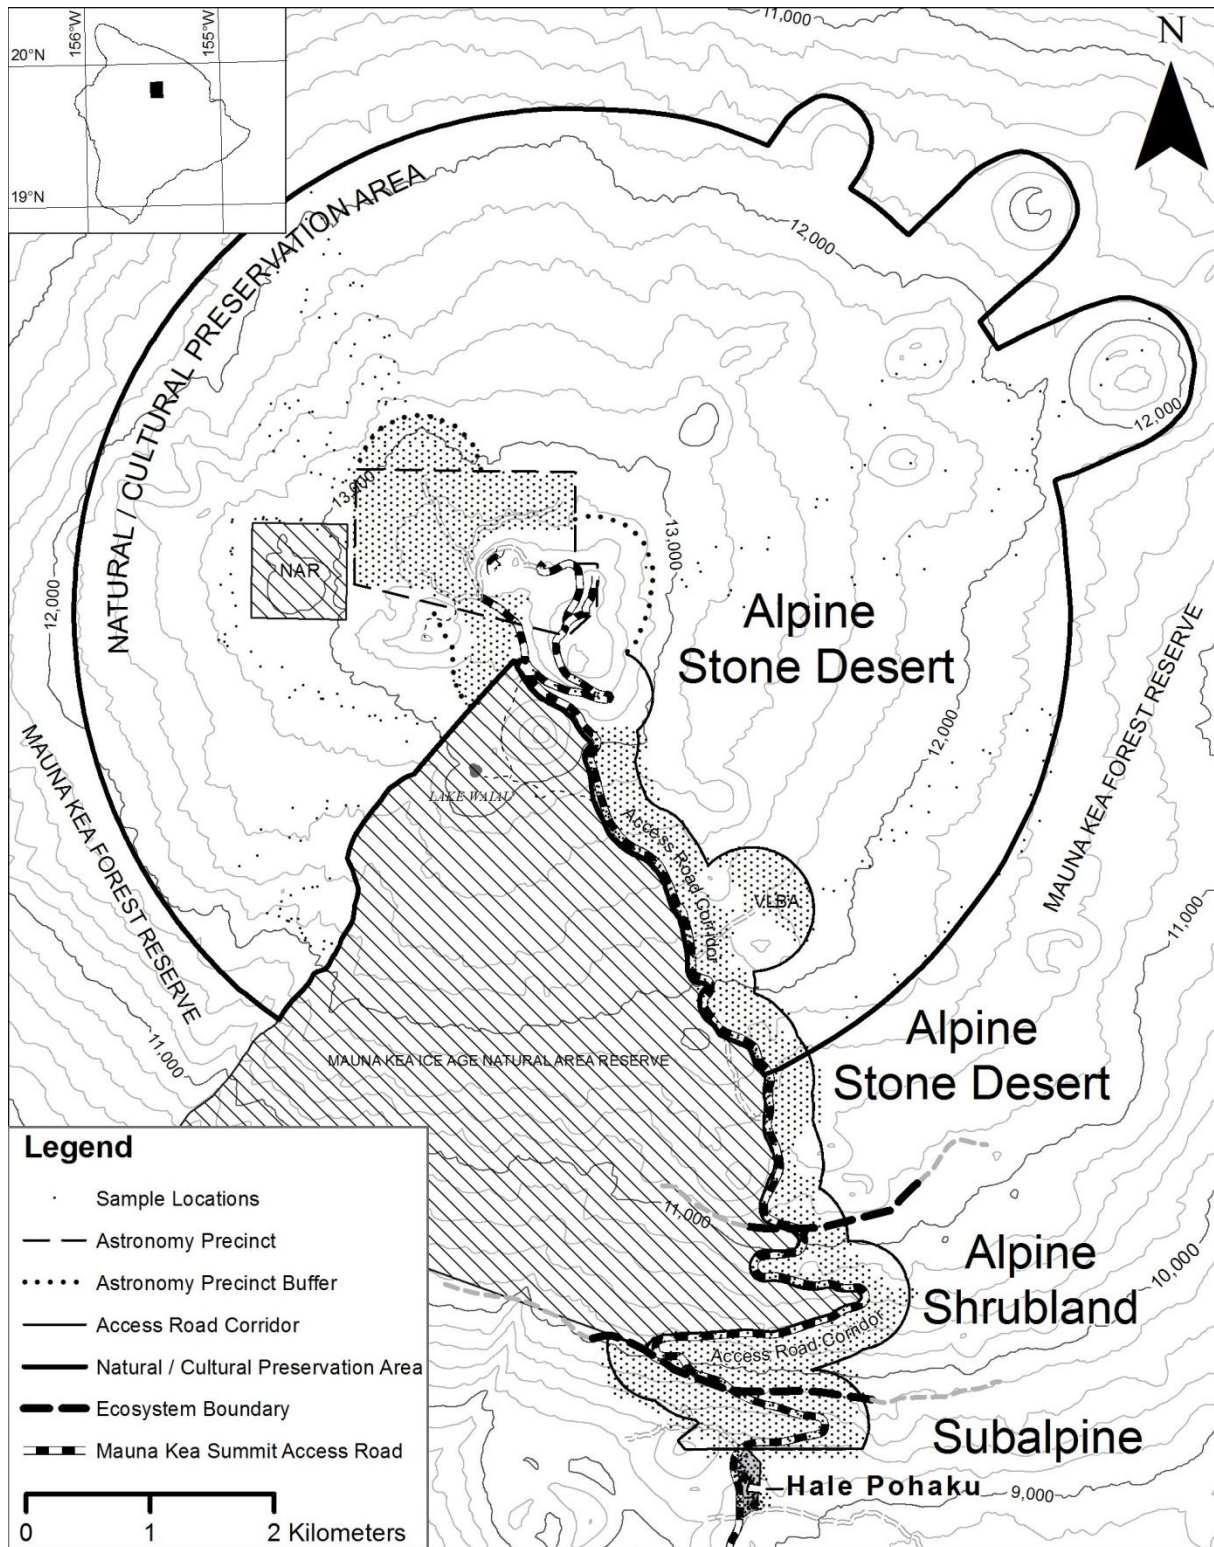 156°W
155°W
20°N
19°N
11,000
N
NATURAL / CULTURAL PRESERVATION AREA
12,000
12,000
13,000
13,000
NAR
12,000
Alpine
Stone Desert
MAUNA KEA FOREST RESERVE
MAUNA KEA FOREST RESERVE
12,000
LAKE WAIAU
Access Road Corridor
VLBA
11,000
11,000
Alpine
Stone Desert
MAUNA KEA ICE AGE NATURAL AREA RESERVE
11,000
Alpine
Shrubland
10,000
Access Road Corridor
Subalpine
Hale Pohaku
9,000
Legend
Sample Locations
Astronomy Precinct
Astronomy Precinct Buffer
Access Road Corridor
Natural / Cultural Preservation Area
Ecosystem Boundary
Mauna Kea Summit Access Road
0 1 2 Kilometers